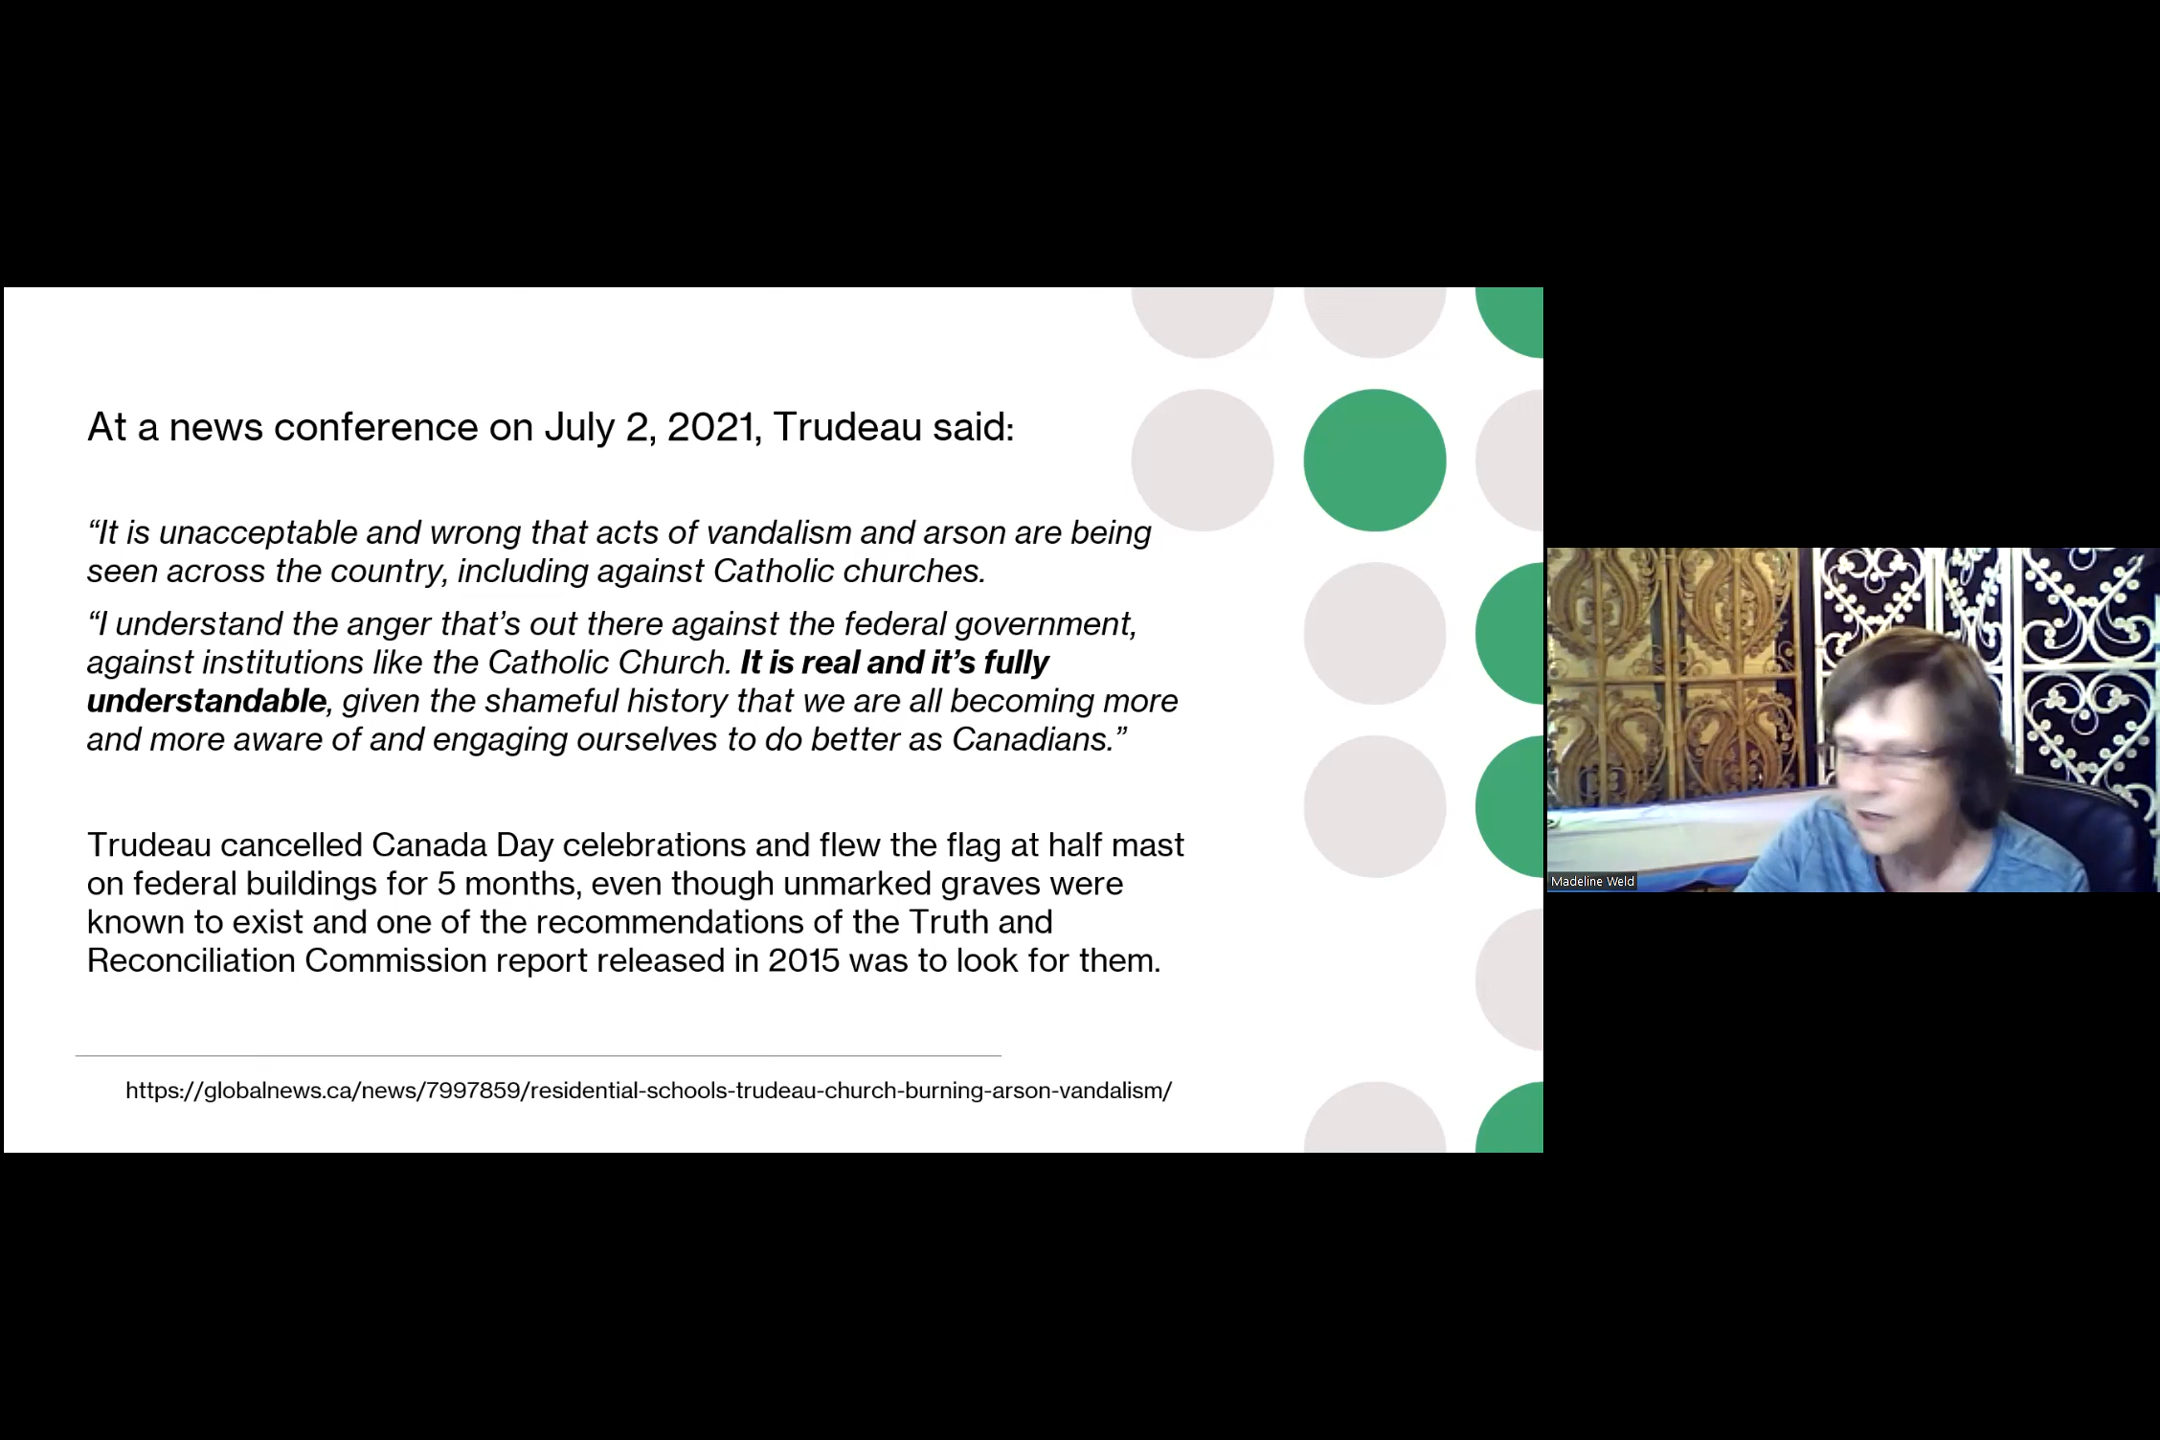 At a news conference on July 2, 2021, Trudeau said:
“It is unacceptable and wrong that acts of vandalism and arson are being
seen across the country, including against Catholic churches.
“I understand the anger that’s out there against the federal government,
against institutions like the Catholic Church. It is real and it’s fully
understandable, given the shameful history that we are all becoming more
and more aware of and engaging ourselves to do better as Canadians.”
Trudeau cancelled Canada Day celebrations and flew the flag at half mast
on federal buildings for 5 months, even though unmarked graves were
known to exist and one of the recommendations of the Truth and
Reconciliation Commission report released in 2015 was to look for them.
https://globalnews.ca/news/7997859/residential-schools-trudeau-church-burning-arson-vandalism/
Madeline Weld